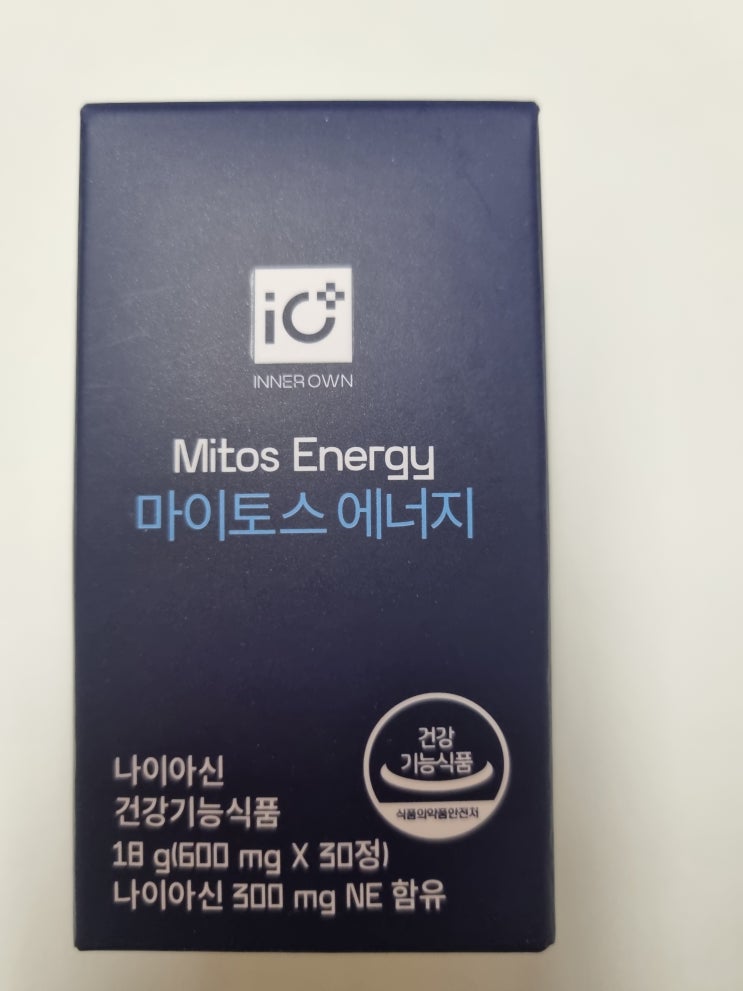 iO+
INNER OWN
Mitos Energy
마이토스 에너지
건강
기능식품
식품의약품안전처
나이아신
건강기능식품
18 g(600 mg X 30정)
나이아신 300 mg NE 함유